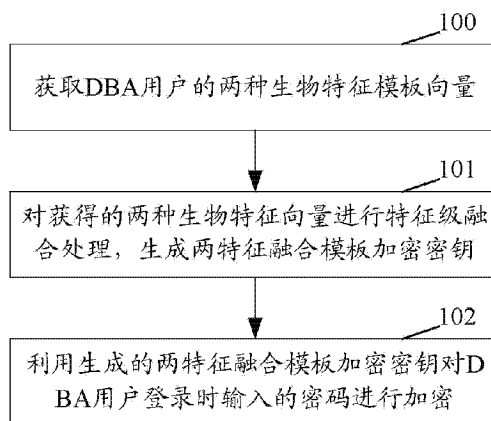 100
获取DBA用户的两种生物特征模板向量
101
对获得的两种生物特征向量进行特征级融
合处理，生成两特征融合模板加密密钥
102
利用生成的两特征融合模板加密密钥对D
BA用户登录时输入的密码进行加密